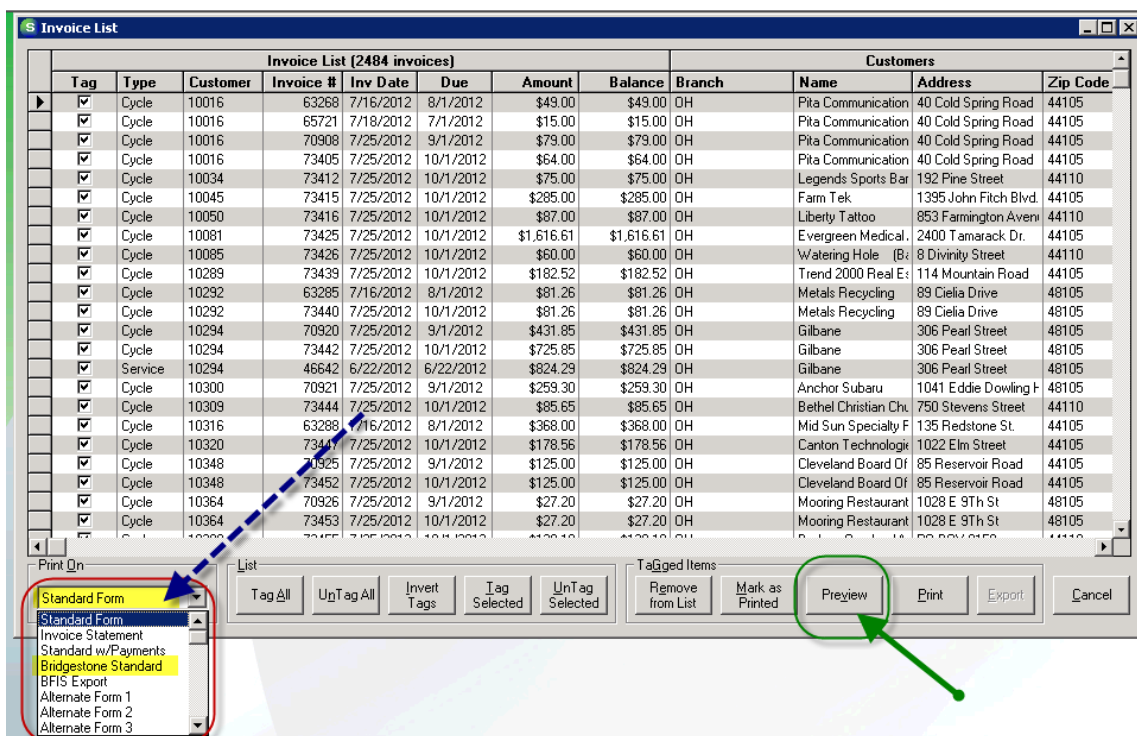 S Invoice List
Invoice List (2484 invoices) Customers
Tag Type Customer Invoice # Inv Date Due Amount Balance Branch Name Address Zip Code
Cycle 10016 63268 7/16/2012 8/1/2012 $49.00 $49.00 OH Pita Communication 40 Cold Spring Road 44105
Cycle 10016 65721 7/18/2012 7/1/2012 $15.00 $15.00 OH Pita Communication 40 Cold Spring Road 44105
Cycle 10016 70908 7/25/2012 9/1/2012 $79.00 $79.00 OH Pita Communication 40 Cold Spring Road 44105
Cycle 10016 73405 7/25/2012 10/1/2012 $64.00 $64.00 OH Pita Communication 40 Cold Spring Road 44105
Cycle 10034 73412 7/25/2012 10/1/2012 $75.00 $75.00 OH Legends Sports Bar 192 Pine Street 44110
Cycle 10045 73415 7/25/2012 10/1/2012 $285.00 $285.00 OH Farm Tek 1395 John Fitch Blvd. 44105
Cycle 10050 73416 7/25/2012 10/1/2012 $87.00 $87.00 OH Liberty Tattoo 853 Farmington Aven 44110
Cycle 10081 73425 7/25/2012 10/1/2012 $1,616.61 $1,616.61 OH Evergreen Medical. 2400 Tamarack Dr. 44105
Cycle 10085 73426 7/25/2012 10/1/2012 $60.00 $60.00 OH Watering Hole (Ba 8 Divinity Street 44110
Cycle 10289 73439 7/25/2012 10/1/2012 $182.52 $182.52 OH Trend 2000 Real Es 114 Mountain Road 44105
Cycle 10292 63285 7/16/2012 8/1/2012 $81.26 $81.26 OH Metals Recycling 89 Cielia Drive 48105
Cycle 10292 73440 7/25/2012 10/1/2012 $81.26 $81.26 OH Metals Recycling 89 Cielia Drive 48105
Cycle 10294 70920 7/25/2012 9/1/2012 $431.85 $431.85 OH Gilbane 306 Pearl Street 48105
Cycle 10294 73442 7/25/2012 10/1/2012 $725.85 $725.85 OH Gilbane 306 Pearl Street 48105
Service 10294 46642 6/22/2012 6/22/2012 $824.29 $824.29 OH Gilbane 306 Pearl Street 48105
Cycle 10300 70921 7/25/2012 9/1/2012 $259.30 $259.30 OH Anchor Subaru 1041 Eddie Dowling H 48105
Cycle 10309 73444 7/25/2012 10/1/2012 $85.65 $85.65 OH Bethel Christian Chu 750 Stevens Street 44110
Cycle 10316 63288 7/16/2012 8/1/2012 $368.00 $368.00 OH Mid Sun Specialty F 135 Redstone St. 44105
Cycle 10320 73447 7/25/2012 10/1/2012 $178.56 $178.56 OH Canton Technologie 1022 Elm Street 44105
Cycle 10348 70925 7/25/2012 9/1/2012 $125.00 $125.00 OH Cleveland Board Of 85 Reservoir Road 44105
Cycle 10348 73452 7/25/2012 10/1/2012 $125.00 $125.00 OH Cleveland Board Of 85 Reservoir Road 44105
Cycle 10364 70926 7/25/2012 9/1/2012 $27.20 $27.20 OH Mooring Restaurant 1028 E 9Th St 48105
Cycle 10364 73453 7/25/2012 10/1/2012 $27.20 $27.20 OH Mooring Restaurant 1028 E 9Th St 48105
Print On List TaGged Items
Standard Form Tag All UnTag All Invert Tags Tag Selected UnTag Selected Remove from List Mark as Printed Preview Print Export Cancel
Standard Form
Invoice Statement
Standard w/Payments
Bridgestone Standard
BFIS Export
Alternate Form 1
Alternate Form 2
Alternate Form 3